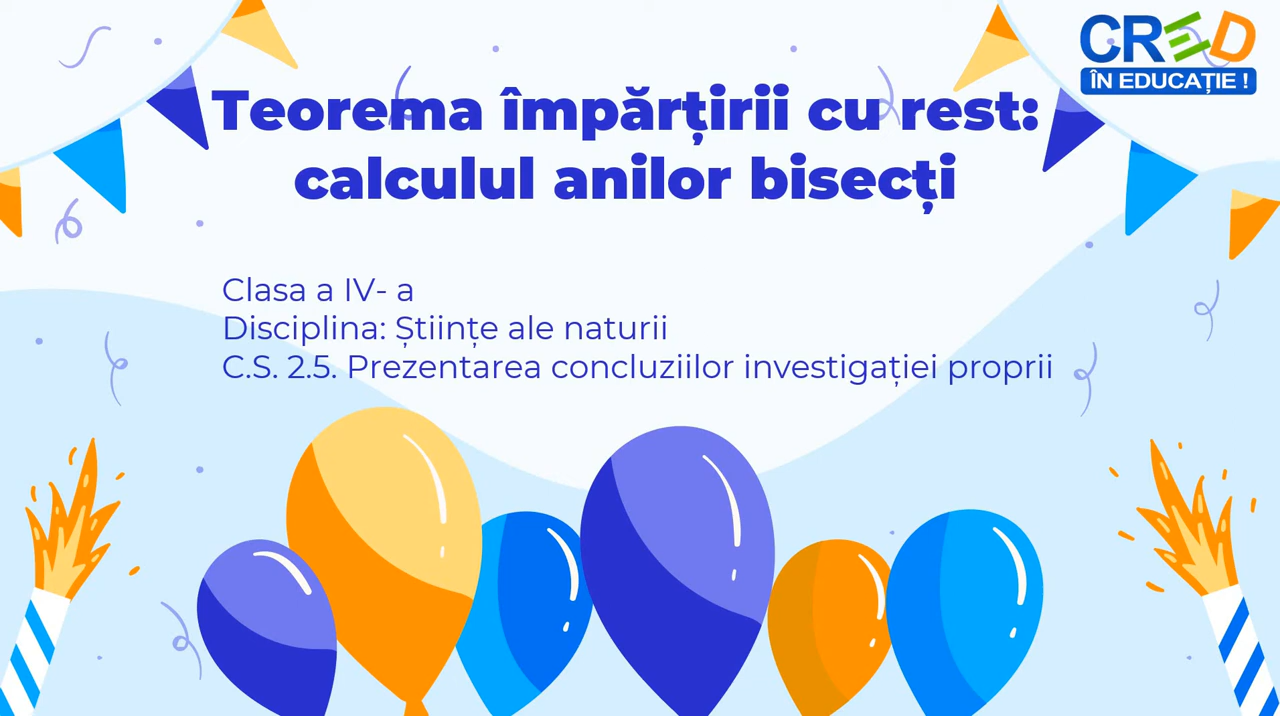 CRED
ÎN EDUCAȚIE !
Teorema împărțirii cu rest:
calculul anilor bisecți
Clasa a IV- a
Disciplina: Științe ale naturii
C.S. 2.5. Prezentarea concluziilor investigației proprii